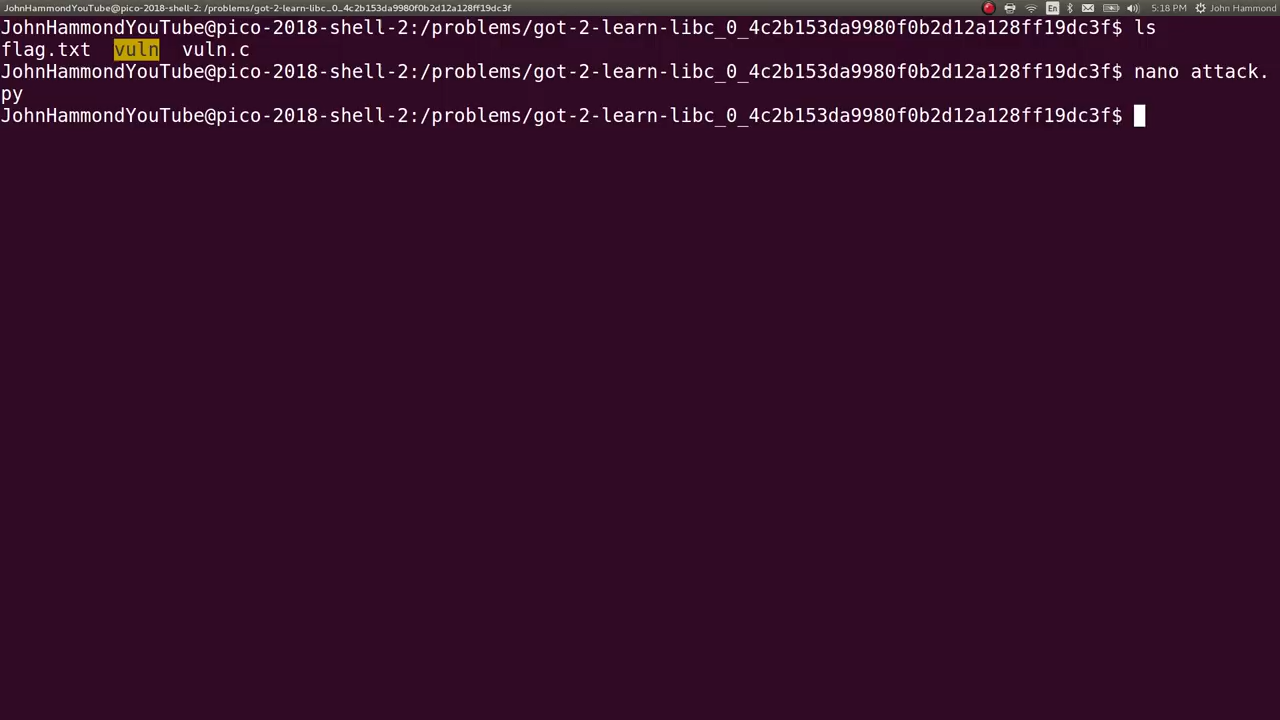 JohnHammondYouTube@pico-2018-shell-2: /problems/got-2-learn-libc_0_4c2b153da9980f0b2d12a128ff19dc3f En 5:18 PM John Hammond
JohnHammondYouTube@pico-2018-shell-2:/problems/got-2-learn-libc_0_4c2b153da9980f0b2d12a128ff19dc3f$ ls
flag.txt vuln vuln.c
JohnHammondYouTube@pico-2018-shell-2:/problems/got-2-learn-libc_0_4c2b153da9980f0b2d12a128ff19dc3f$ nano attack.
py
JohnHammondYouTube@pico-2018-shell-2:/problems/got-2-learn-libc_0_4c2b153da9980f0b2d12a128ff19dc3f$